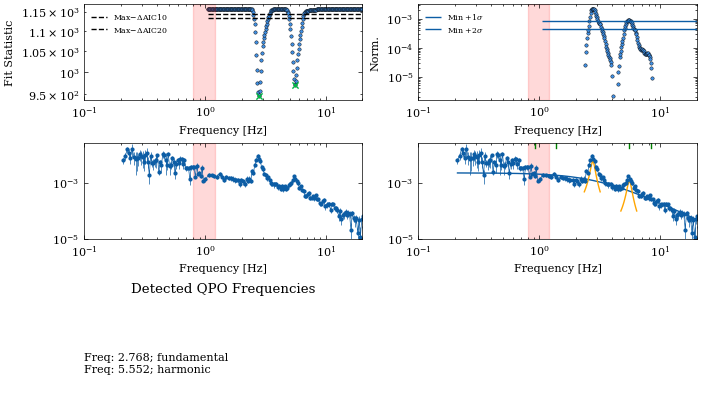 1.15 × 10³
1.1 × 10³
1.05 × 10³
10³
9.5 × 10²
Fit Statistic
Max−ΔAIC10
Max−ΔAIC20
10⁻¹ 10⁰ 10¹
Frequency [Hz]
10⁻³
10⁻⁴
10⁻⁵
Norm.
Min +1σ
Min +2σ
10⁻¹ 10⁰ 10¹
Frequency [Hz]
10⁻³
10⁻⁵
10⁻¹ 10⁰ 10¹
Frequency [Hz]
10⁻³
10⁻⁵
10⁻¹ 10⁰ 10¹
Frequency [Hz]
Detected QPO Frequencies
Freq: 2.768; fundamental
Freq: 5.552; harmonic